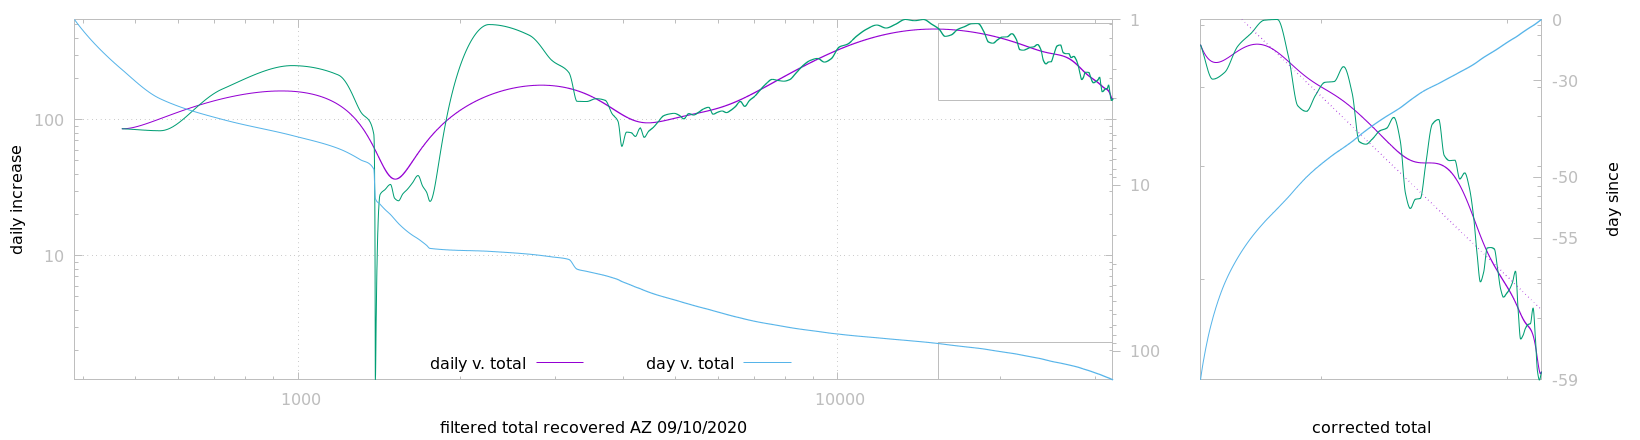 daily increase
100
10
1000
10000
1
10
100
daily v. total
day v. total
filtered total recovered AZ 09/10/2020
0
-30
-50
-55
-59
day since
corrected total